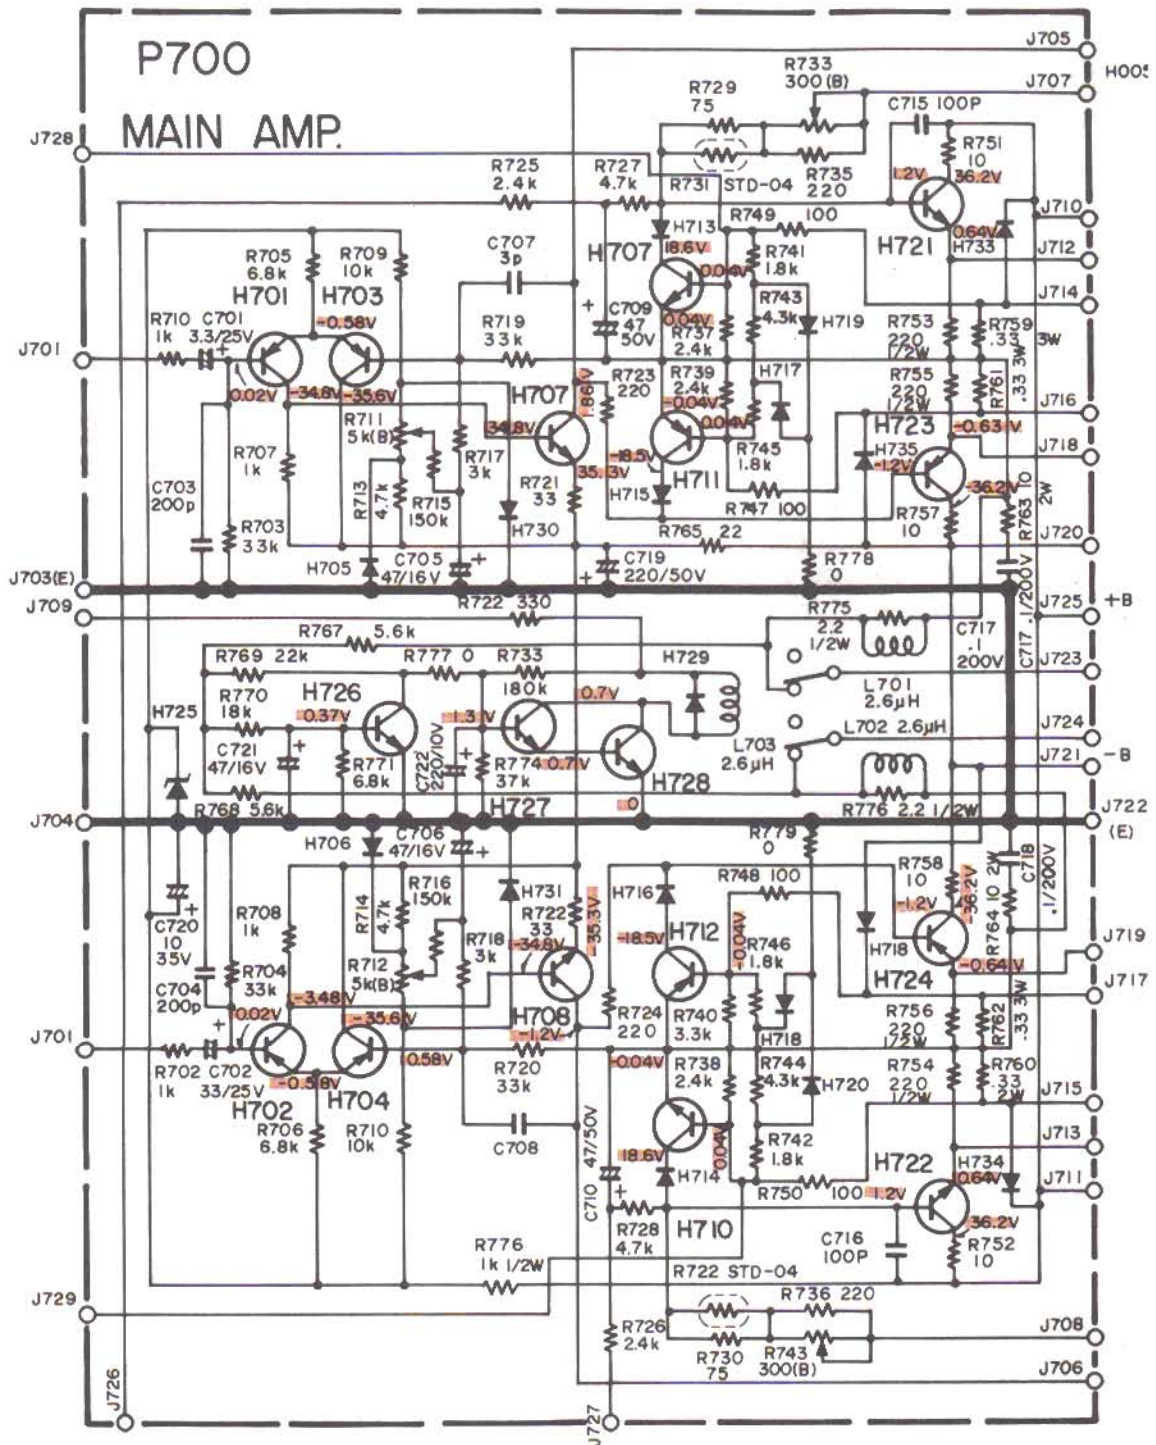 P700
MAIN AMP.
J705
H005
J707
R733
300 (B)
R729
75
C715 100P
J728
R751
10
36.2V
1.2V
R725
2.4k
R727
4.7k
R731 STD-04
R735
220
J710
R749
100
H713
0.64V
H721
H733
J712
C707
3p
H707
18.6V
R741
1.8k
R705
6.8k
R709
10k
0.04V
J714
H701
H703
R743
4.3k
C709
47
50V
0.04V
H719
R710
1k
C701
33/25V
-0.58V
R719
33k
R737
2.4k
R753
220
1/2W
R759
.33
3W
J701
R723
220
R739
2.4k
H717
R755
220
1/2W
R761
.33 3W
0.02V
-34.8V
-35.6V
H707
1.86V
-0.04V
J716
R711
5k(B)
34.8V
0.04V
H723
-0.63V
R707
1k
R717
3k
-18.5V
R745
1.8k
H735
-1.2V
J718
35.3V
H711
C703
200p
R713
4.7k
R715
150k
R721
33
H715
-36.2V
R703
33k
H730
R747 100
R757
10
R763 10
2W
R765 22
J720
H705
C705
47/16V
C719
220/50V
R778
0
J703(E)
J709
R722 330
R775
2.2
1/2W
C717 .1/200V
J725 +B
R767 5.6k
C717
.1
200V
R769 22k
R777 0
R733
180k
H729
J723
R770
18k
H726
0.7V
L701
2.6μH
H725
0.37V
-1.3V
J724
L702 2.6μH
C721
47/16V
L703
2.6μH
J721 -B
R771
6.8k
C722
220/10V
R774
37k
0.7V
H728
R768 5.6k
H727
0
R776 2.2 1/2W
J722
(E)
J704
H706
C706
47/16V
R779
0
C718
.1/200V
R758
10
R748 100
R716
150k
H731
R722
33
-35.3V
H716
-1.2V
-36.2V
R764 10 2W
C720
10
35V
R708
1k
R714
4.7k
R718
3k
-34.8V
-18.5V
H712
-0.04V
R746
1.8k
H718
J719
R712
5k(B)
H724
-0.64V
R704
33k
J717
C704
200p
-3.48V
R724
220
R740
3.3k
R756
220
1/2W
R762
.33 3W
0.02V
-35.6V
H708
-1.2V
H718
J701
0.58V
-0.04V
R702
1k
C702
33/25V
-0.58V
R720
33k
R738
2.4k
R744
4.3k
H720
R754
220
1/2W
R760
.33
2W
H702
H704
J715
R706
6.8k
R710
10k
C708
47/50V
C710
18.6V
0.04V
R742
1.8k
J713
H714
H722
H734
0.64V
R750 100
1.2V
J711
H710
36.2V
R728
4.7k
C716
100P
R752
10
R776
1k 1/2W
R722 STD-04
J729
R736 220
R726
2.4k
J708
R730
75
R743
300(B)
J706
J726
J727